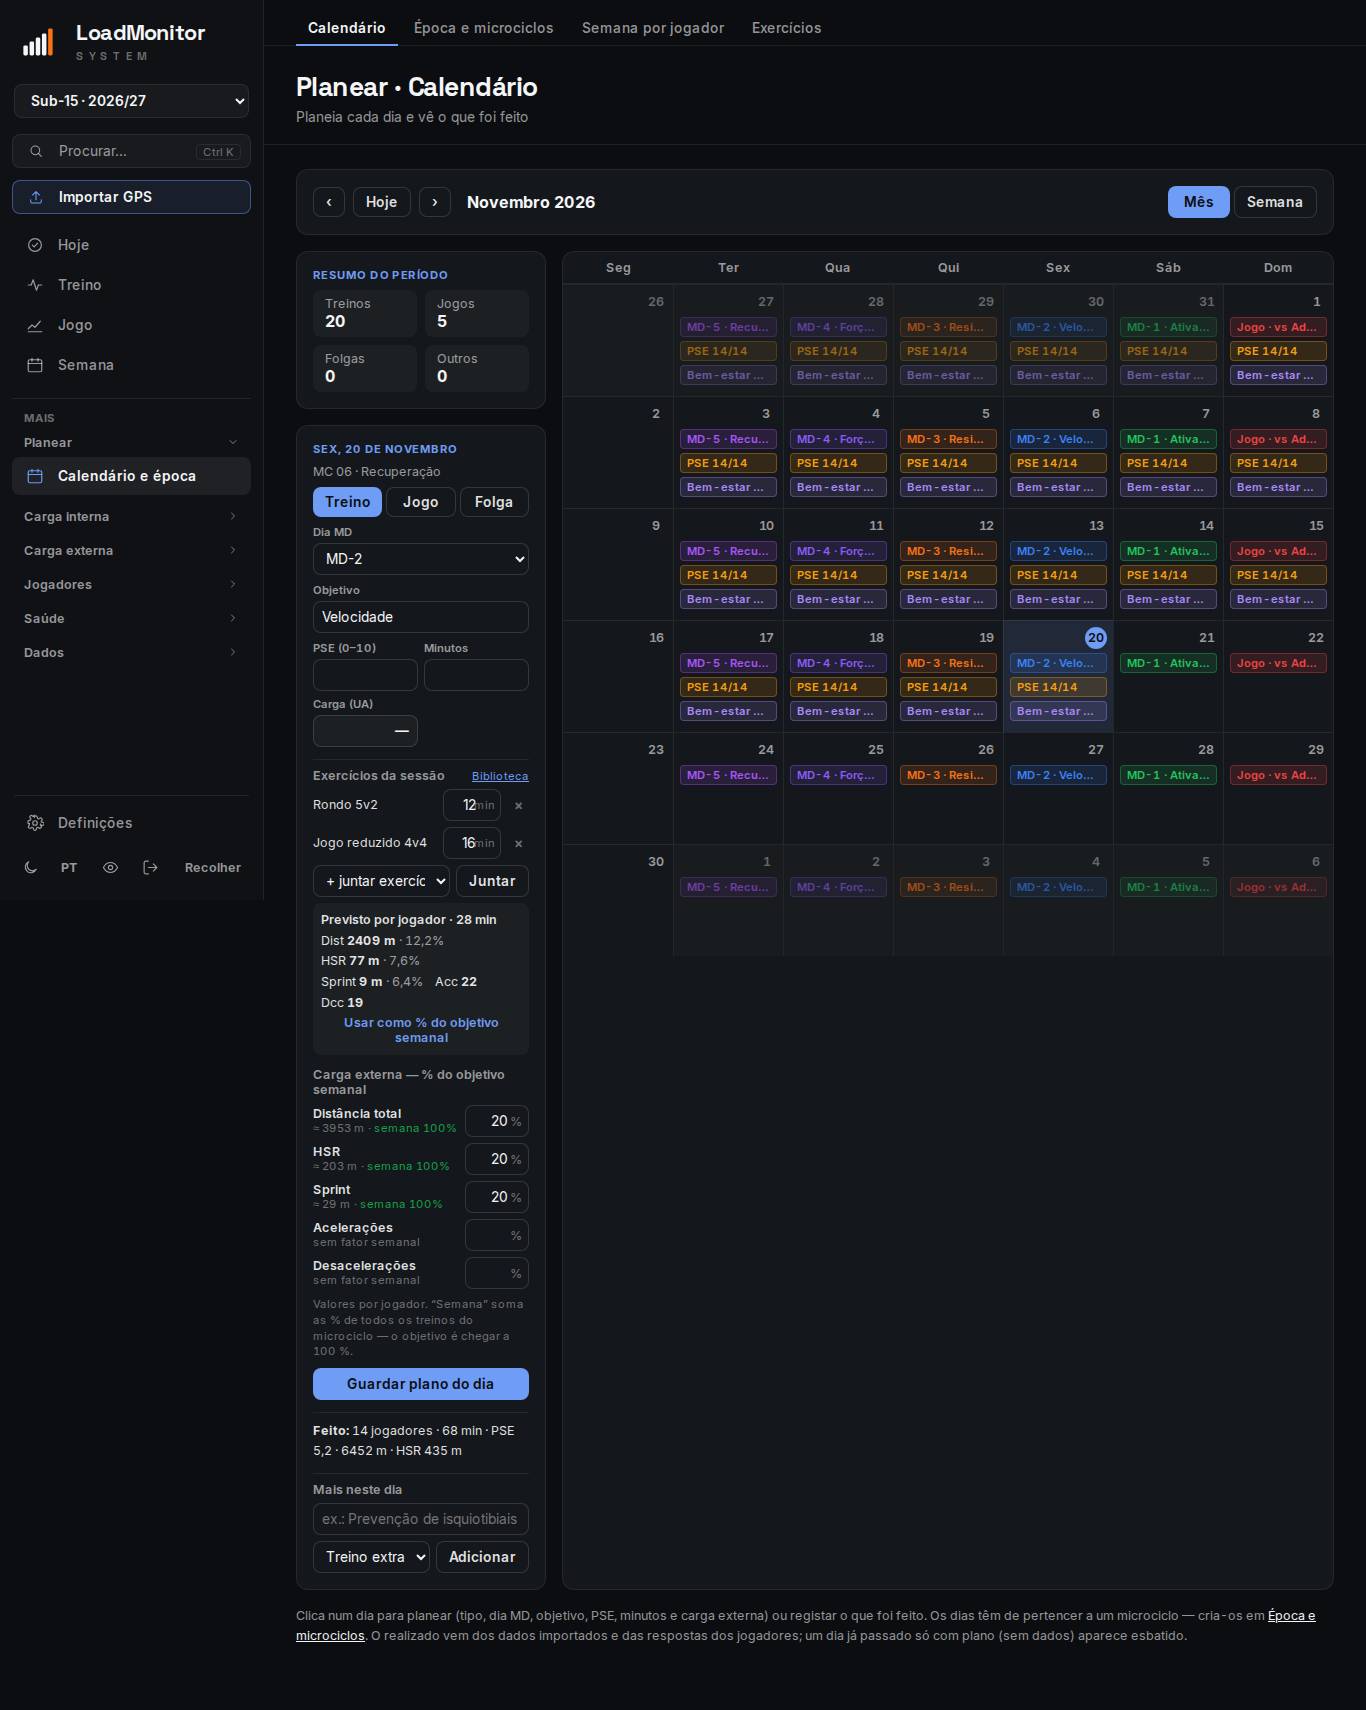 LoadMonitor
SYSTEM
Sub-15 · 2026/27
Procurar... Ctrl K
Importar GPS
Hoje
Treino
Jogo
Semana
MAIS
Planear
Calendário e época
Carga interna
Carga externa
Jogadores
Saúde
Dados
Definições
PT Recolher
Calendário Época e microciclos Semana por jogador Exercícios
Planear · Calendário
Planeia cada dia e vê o que foi feito
‹ Hoje › Novembro 2026 Mês Semana
RESUMO DO PERÍODO
Treinos Jogos
20 5
Folgas Outros
0 0
SEX, 20 DE NOVEMBRO
MC 06 · Recuperação
Treino Jogo Folga
Dia MD
MD-2
Objetivo
Velocidade
PSE (0–10) Minutos
Carga (UA)
—
Exercícios da sessão Biblioteca
Rondo 5v2 12 min ×
Jogo reduzido 4v4 16 min ×
+ juntar exercíc Juntar
Previsto por jogador · 28 min
Dist 2409 m · 12,2%
HSR 77 m · 7,6%
Sprint 9 m · 6,4% Acc 22
Dcc 19
Usar como % do objetivo
semanal
Carga externa — % do objetivo
semanal
Distância total 20 %
≈ 3953 m · semana 100%
HSR 20 %
≈ 203 m · semana 100%
Sprint 20 %
≈ 29 m · semana 100%
Acelerações %
sem fator semanal
Desacelerações %
sem fator semanal
Valores por jogador. “Semana” soma
as % de todos os treinos do
microciclo — o objetivo é chegar a
100 %.
Guardar plano do dia
Feito: 14 jogadores · 68 min · PSE
5,2 · 6452 m · HSR 435 m
Mais neste dia
ex.: Prevenção de isquiotibiais
Treino extra Adicionar
Seg Ter Qua Qui Sex Sáb Dom
26 27 28 29 30 31 1
MD-5 · Recu... MD-4 · Forç... MD-3 · Resi... MD-2 · Velo... MD-1 · Ativa... Jogo · vs Ad...
PSE 14/14 PSE 14/14 PSE 14/14 PSE 14/14 PSE 14/14 PSE 14/14
Bem-estar ... Bem-estar ... Bem-estar ... Bem-estar ... Bem-estar ... Bem-estar ...
2 3 4 5 6 7 8
MD-5 · Recu... MD-4 · Forç... MD-3 · Resi... MD-2 · Velo... MD-1 · Ativa... Jogo · vs Ad...
PSE 14/14 PSE 14/14 PSE 14/14 PSE 14/14 PSE 14/14 PSE 14/14
Bem-estar ... Bem-estar ... Bem-estar ... Bem-estar ... Bem-estar ... Bem-estar ...
9 10 11 12 13 14 15
MD-5 · Recu... MD-4 · Forç... MD-3 · Resi... MD-2 · Velo... MD-1 · Ativa... Jogo · vs Ad...
PSE 14/14 PSE 14/14 PSE 14/14 PSE 14/14 PSE 14/14 PSE 14/14
Bem-estar ... Bem-estar ... Bem-estar ... Bem-estar ... Bem-estar ... Bem-estar ...
16 17 18 19 20 21 22
MD-5 · Recu... MD-4 · Forç... MD-3 · Resi... MD-2 · Velo... MD-1 · Ativa... Jogo · vs Ad...
PSE 14/14 PSE 14/14 PSE 14/14 PSE 14/14
Bem-estar ... Bem-estar ... Bem-estar ... Bem-estar ...
23 24 25 26 27 28 29
MD-5 · Recu... MD-4 · Forç... MD-3 · Resi... MD-2 · Velo... MD-1 · Ativa... Jogo · vs Ad...
30 1 2 3 4 5 6
MD-5 · Recu... MD-4 · Forç... MD-3 · Resi... MD-2 · Velo... MD-1 · Ativa... Jogo · vs Ad...
Clica num dia para planear (tipo, dia MD, objetivo, PSE, minutos e carga externa) ou registar o que foi feito. Os dias têm de pertencer a um microciclo — cria-os em Época e
microciclos. O realizado vem dos dados importados e das respostas dos jogadores; um dia já passado só com plano (sem dados) aparece esbatido.